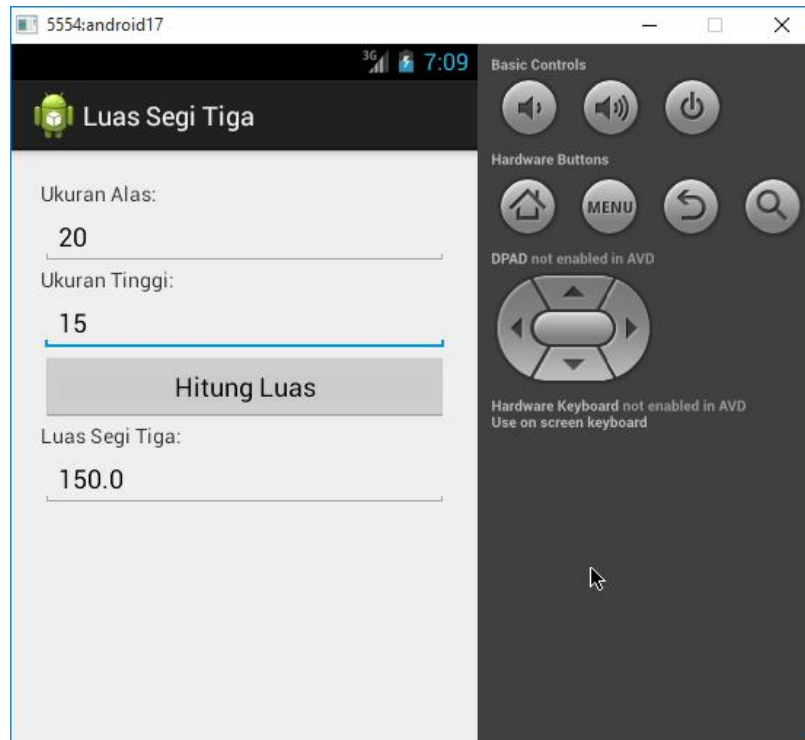 5554:android17
3G 7:09
Luas Segi Tiga
Ukuran Alas:
20
Ukuran Tinggi:
15
Hitung Luas
Luas Segi Tiga:
150.0
Basic Controls
Hardware Buttons
MENU
DPAD not enabled in AVD
Hardware Keyboard not enabled in AVD
Use on screen keyboard